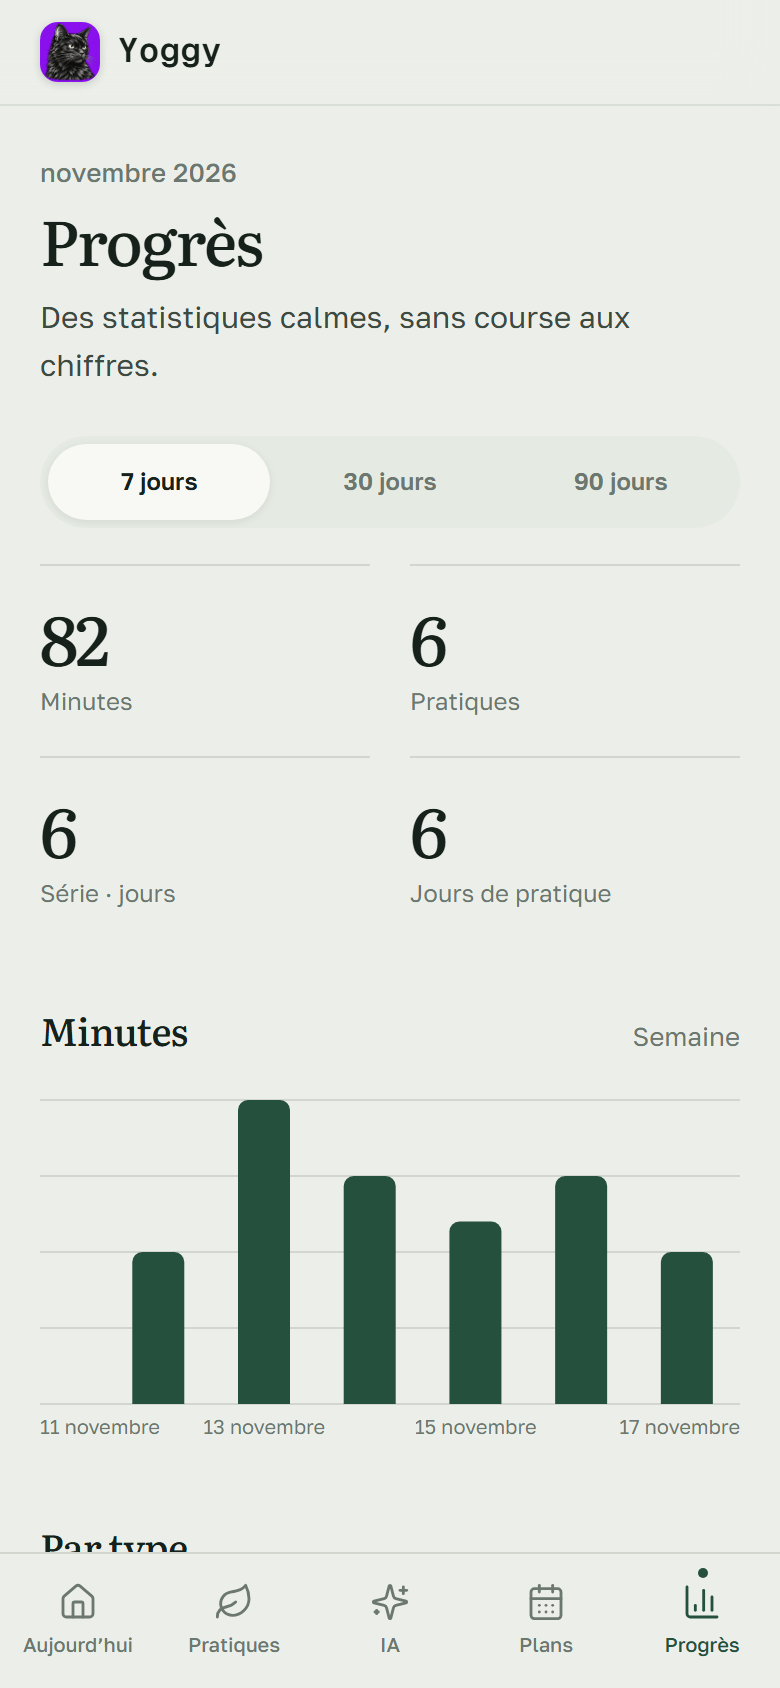 Yoggy
novembre 2026
Progrès
Des statistiques calmes, sans course aux
chiffres.
7 jours
30 jours
90 jours
82
6
Minutes
Pratiques
6
6
Série · jours
Jours de pratique
Minutes
Semaine
11 novembre
13 novembre
15 novembre
17 novembre
Par type
Aujourd’hui
Pratiques
IA
Plans
Progrès